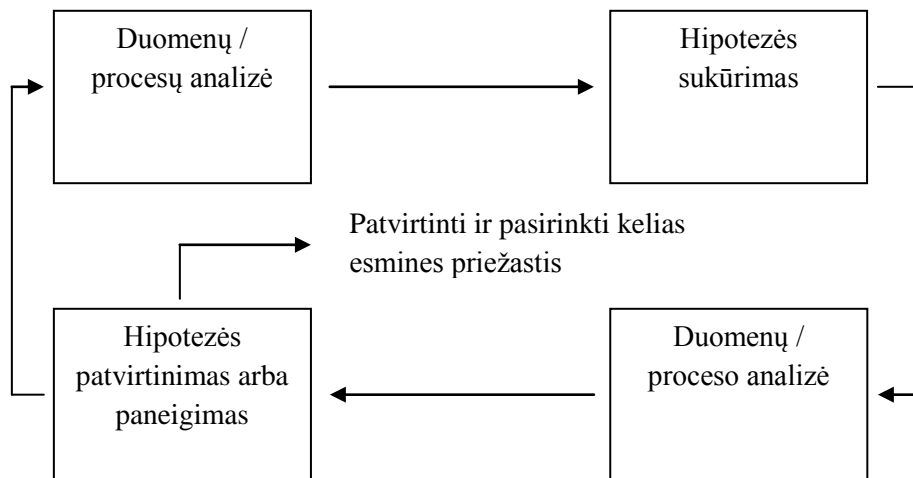 Duomenų /
procesų analizė
Hipotezės
sukūrimas
Patvirtinti ir pasirinkti kelias
esmines priežastis
Hipotezės
patvirtinimas arba
paneigimas
Duomenų /
proceso analizė